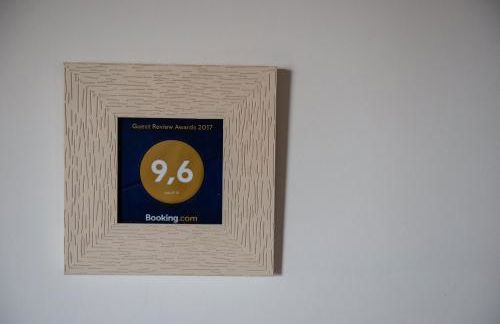 Guest Review Awards 2017
9,6
Booking.com